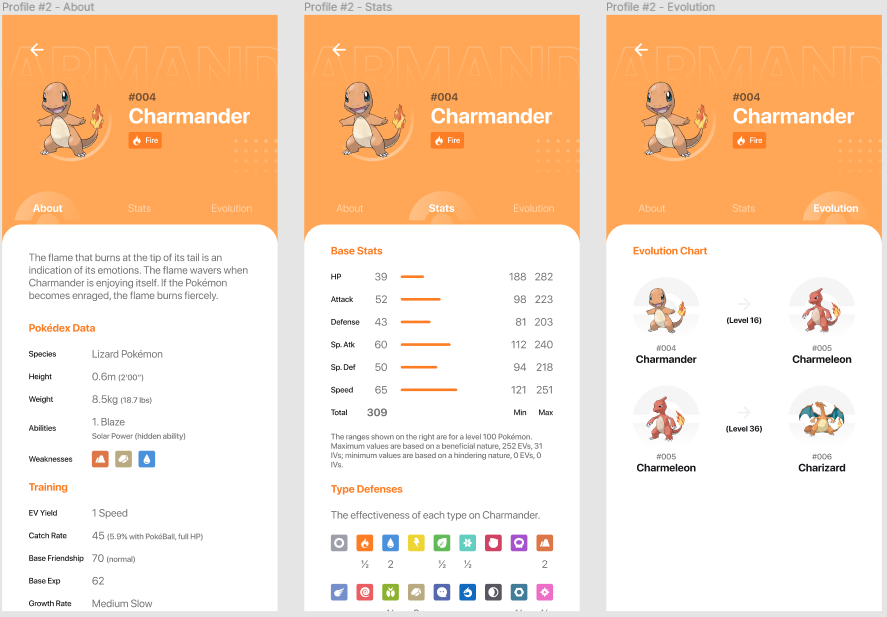 Profile #2 - About
ARMAND
#004
Charmander
Fire
About Stats Evolution
The flame that burns at the tip of its tail is an
indication of its emotions. The flame wavers when
Charmander is enjoying itself. If the Pokémon
becomes enraged, the flame burns fiercely.
Pokédex Data
Species Lizard Pokémon
Height 0.6m (2'00")
Weight 8.5kg (18.7 lbs)
Abilities 1. Blaze
Solar Power (hidden ability)
Weaknesses
Training
EV Yield 1 Speed
Catch Rate 45 (5.9% with PokéBall, full HP)
Base Friendship 70 (normal)
Base Exp 62
Growth Rate Medium Slow
Profile #2 - Stats
ARMAND
#004
Charmander
Fire
About Stats Evolution
Base Stats
HP 39 188 282
Attack 52 98 223
Defense 43 81 203
Sp. Atk 60 112 240
Sp. Def 50 94 218
Speed 65 121 251
Total 309 Min Max
The ranges shown on the right are for a level 100 Pokémon.
Maximum values are based on a beneficial nature, 252 EVs, 31
IVs; minimum values are based on a hindering nature, 0 EVs, 0
IVs.
Type Defenses
The effectiveness of each type on Charmander.
½ 2 ½ ½ 2
Profile #2 - Evolution
ARMAND
#004
Charmander
Fire
About Stats Evolution
Evolution Chart
(Level 16)
#004 #005
Charmander Charmeleon
(Level 36)
#005 #006
Charmeleon Charizard